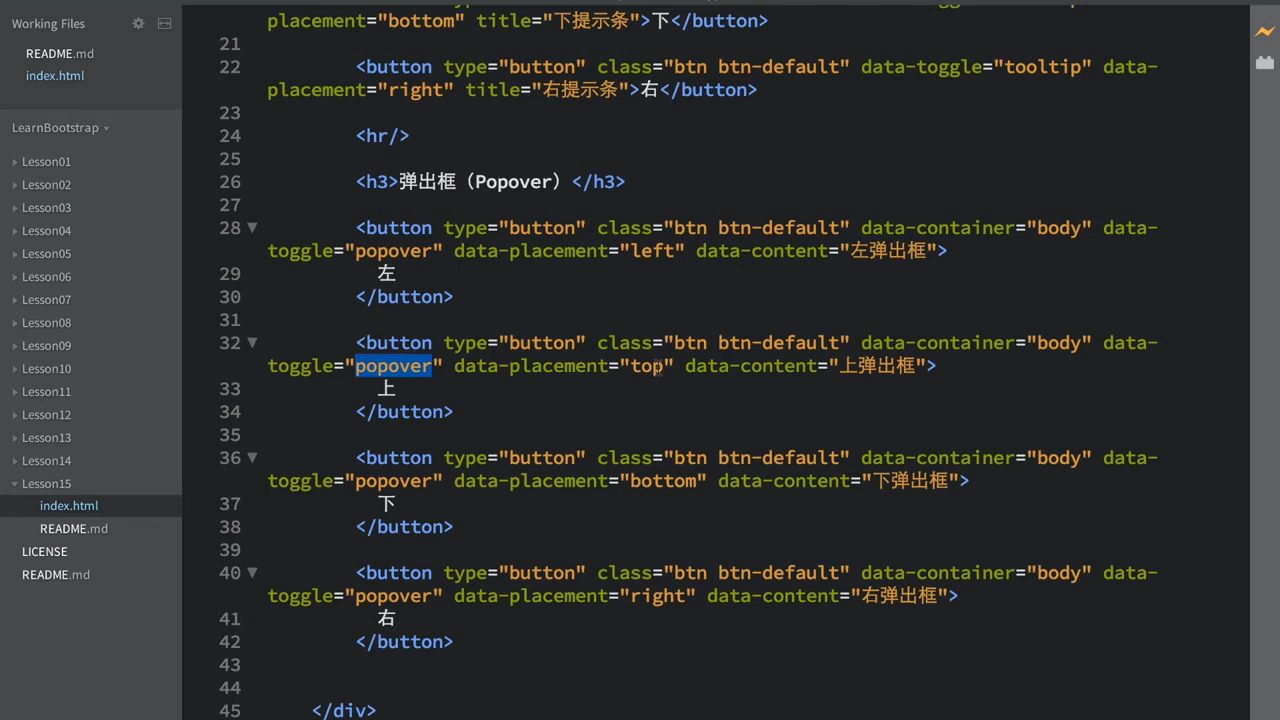 Working Files
README.md
index.html
LearnBootstrap
Lesson01
Lesson02
Lesson03
Lesson04
Lesson05
Lesson06
Lesson07
Lesson08
Lesson09
Lesson10
Lesson11
Lesson12
Lesson13
Lesson14
Lesson15
index.html
README.md
LICENSE
README.md
placement="bottom" title="下提示条">下</button>
21
22 <button type="button" class="btn btn-default" data-toggle="tooltip" data-
placement="right" title="右提示条">右</button>
23
24 <hr/>
25
26 <h3>弹出框（Popover）</h3>
27
28 <button type="button" class="btn btn-default" data-container="body" data-
toggle="popover" data-placement="left" data-content="左弹出框">
29 左
30 </button>
31
32 <button type="button" class="btn btn-default" data-container="body" data-
toggle="popover" data-placement="top" data-content="上弹出框">
33 上
34 </button>
35
36 <button type="button" class="btn btn-default" data-container="body" data-
toggle="popover" data-placement="bottom" data-content="下弹出框">
37 下
38 </button>
39
40 <button type="button" class="btn btn-default" data-container="body" data-
toggle="popover" data-placement="right" data-content="右弹出框">
41 右
42 </button>
43
44
45 </div>